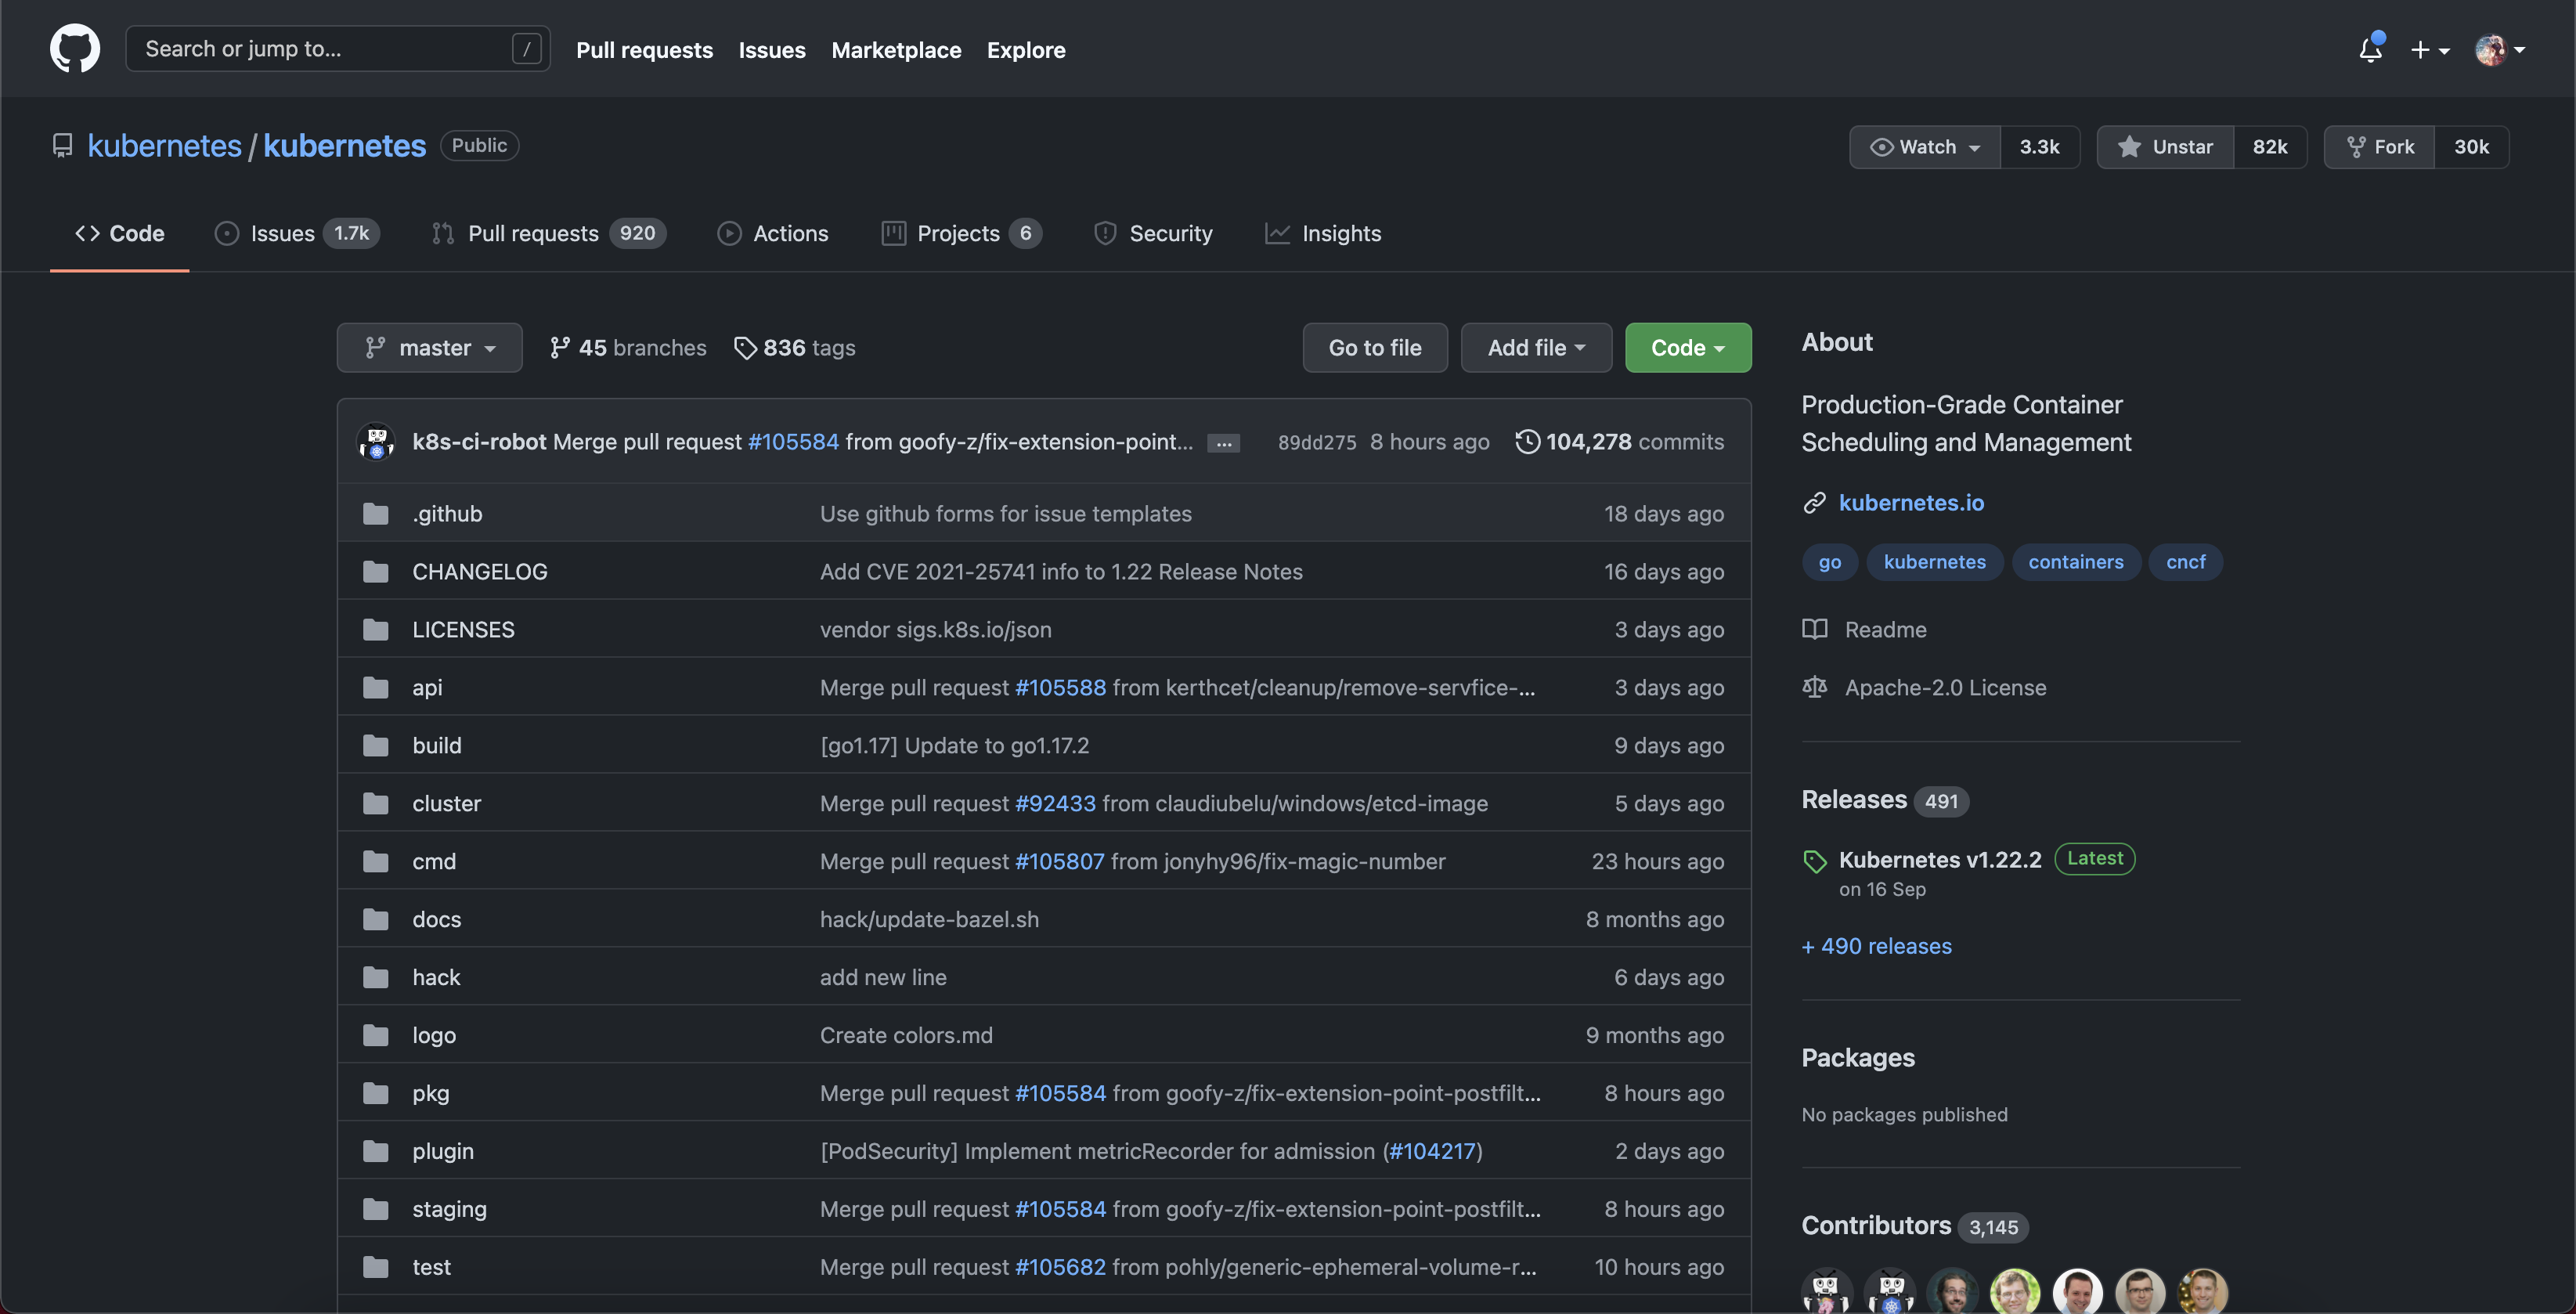 Search or jump to... / Pull requests Issues Marketplace Explore
kubernetes / kubernetes Public Watch 3.3k Unstar 82k Fork 30k
Code Issues 1.7k Pull requests 920 Actions Projects 6 Security Insights
master 45 branches 836 tags Go to file Add file Code
k8s-ci-robot Merge pull request #105584 from goofy-z/fix-extension-point... ... 89dd275 8 hours ago 104,278 commits
.github Use github forms for issue templates 18 days ago
CHANGELOG Add CVE 2021-25741 info to 1.22 Release Notes 16 days ago
LICENSES vendor sigs.k8s.io/json 3 days ago
api Merge pull request #105588 from kerthcet/cleanup/remove-servfice-... 3 days ago
build [go1.17] Update to go1.17.2 9 days ago
cluster Merge pull request #92433 from claudiubelu/windows/etcd-image 5 days ago
cmd Merge pull request #105807 from jonyhy96/fix-magic-number 23 hours ago
docs hack/update-bazel.sh 8 months ago
hack add new line 6 days ago
logo Create colors.md 9 months ago
pkg Merge pull request #105584 from goofy-z/fix-extension-point-postfilt... 8 hours ago
plugin [PodSecurity] Implement metricRecorder for admission (#104217) 2 days ago
staging Merge pull request #105584 from goofy-z/fix-extension-point-postfilt... 8 hours ago
test Merge pull request #105682 from pohly/generic-ephemeral-volume-r... 10 hours ago
About
Production-Grade Container
Scheduling and Management
kubernetes.io
go kubernetes containers cncf
Readme
Apache-2.0 License
Releases 491
Kubernetes v1.22.2 Latest
on 16 Sep
+ 490 releases
Packages
No packages published
Contributors 3,145